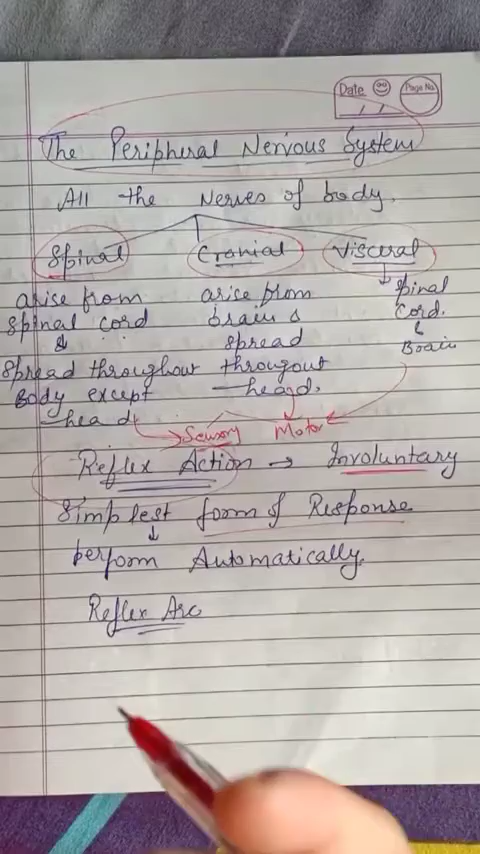 Date
Page No.
The Peripheral Nervous System
All the Nerves of body.
Spinal Cranial Visceral
arise from
spinal cord
&
Spread throughout
Body except
head.
arise from
brain &
spread
througout
head.
Spinal
Cord.
&
Brain
Sensory Motor
Reflex Action → Involuntary
Simplest form of Response
perform Automatically.
Reflex Arc